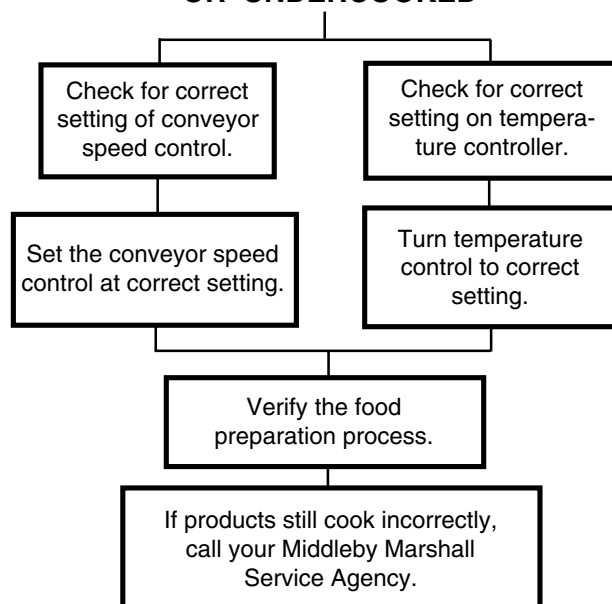 OR UNDERCOOKED
Check for correct
setting of conveyor
speed control.
Check for correct
setting on tempera-
ture controller.
Set the conveyor speed
control at correct setting.
Turn temperature
control to correct
setting.
Verify the food
preparation process.
If products still cook incorrectly,
call your Middleby Marshall
Service Agency.